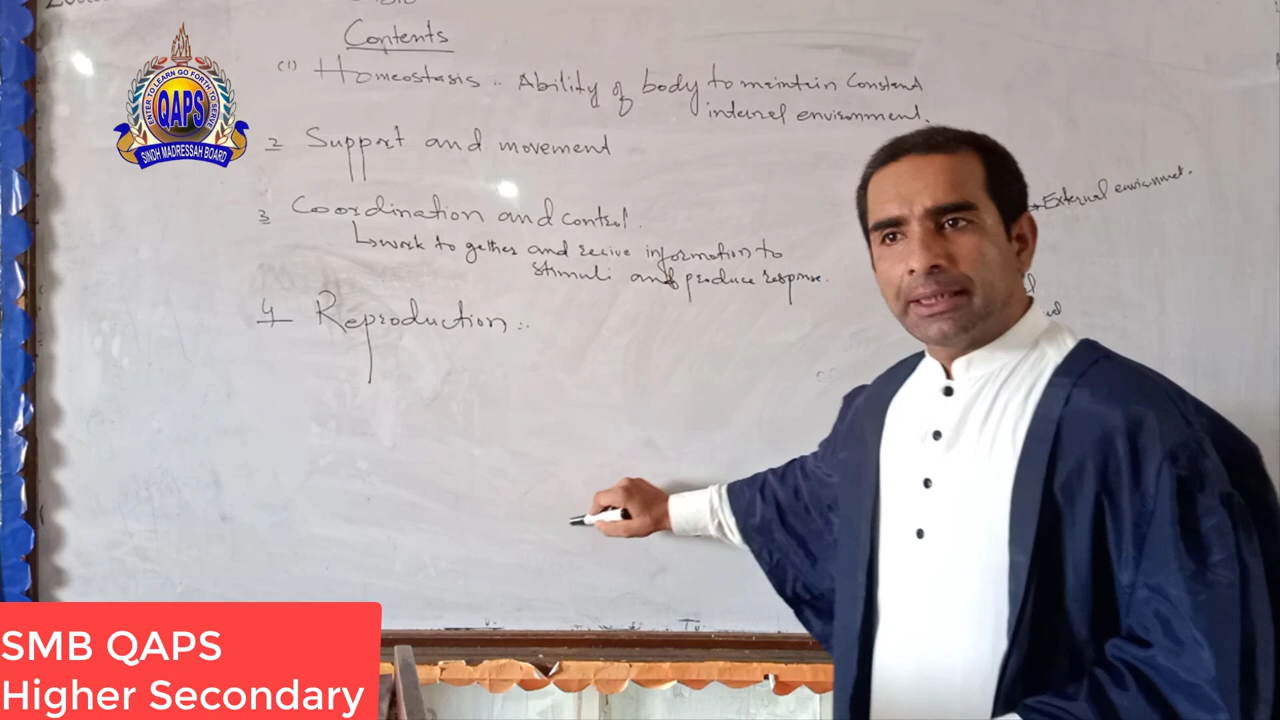 Contents
(1) Homeostasis :. Ability of body to maintain Constant
internal environment.
2 Support and movement
3 Coordination and control.
↳ work to gether and recive information to
stimuli and produce response.
4 Reproduction :.
→ External enviornmet.
ENTER TO LEARN GO FORTH TO SERVE
QAPS
SINDH MADRESSAH BOARD
SMB QAPS
Higher Secondary